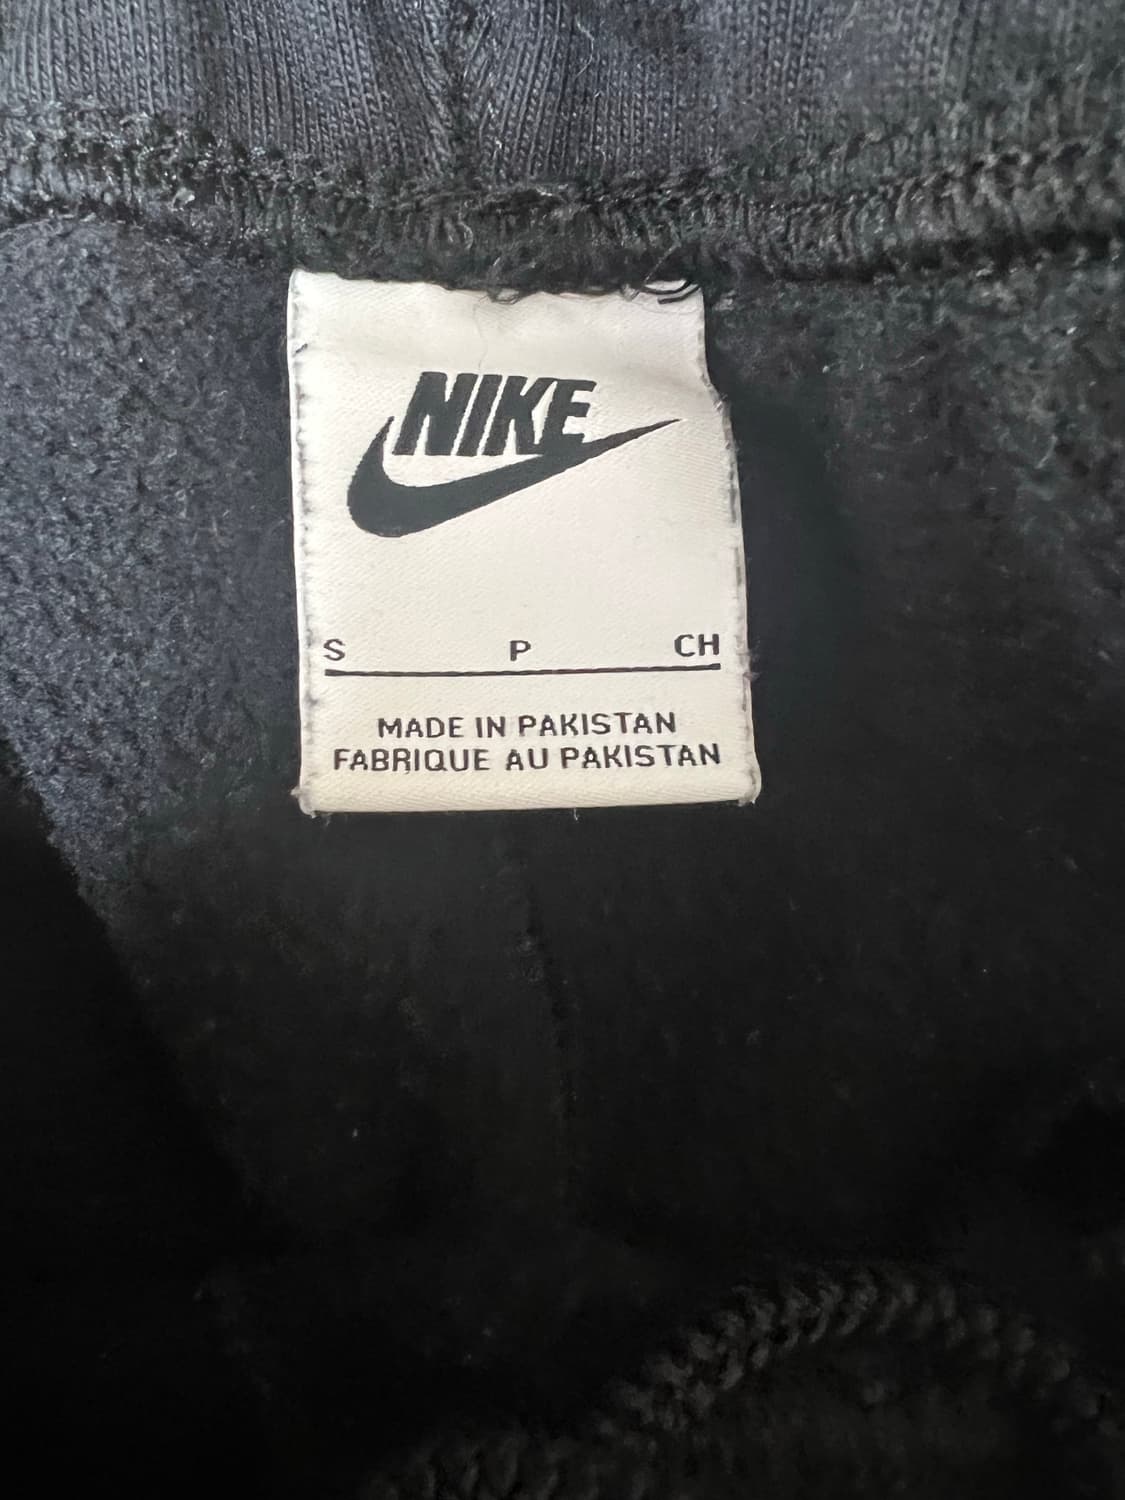 NIKE
S P CH
MADE IN PAKISTAN
FABRIQUE AU PAKISTAN